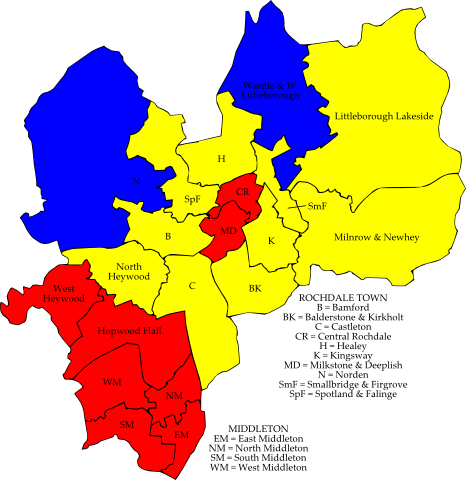 Wardle & W.
Littleborough
Littleborough Lakeside
H
N
CR
SpF
SmF
MD
B
K
Milnrow & Newhey
North
Heywood
West
Heywood
C
BK
Hopwood Hall
WM
NM
SM
EM
ROCHDALE TOWN
B = Bamford
BK = Balderstone & Kirkholt
C = Castleton
CR = Central Rochdale
H = Healey
K = Kingsway
MD = Milkstone & Deeplish
N = Norden
SmF = Smallbridge & Firgrove
SpF = Spotland & Falinge
MIDDLETON
EM = East Middleton
NM = North Middleton
SM = South Middleton
WM = West Middleton